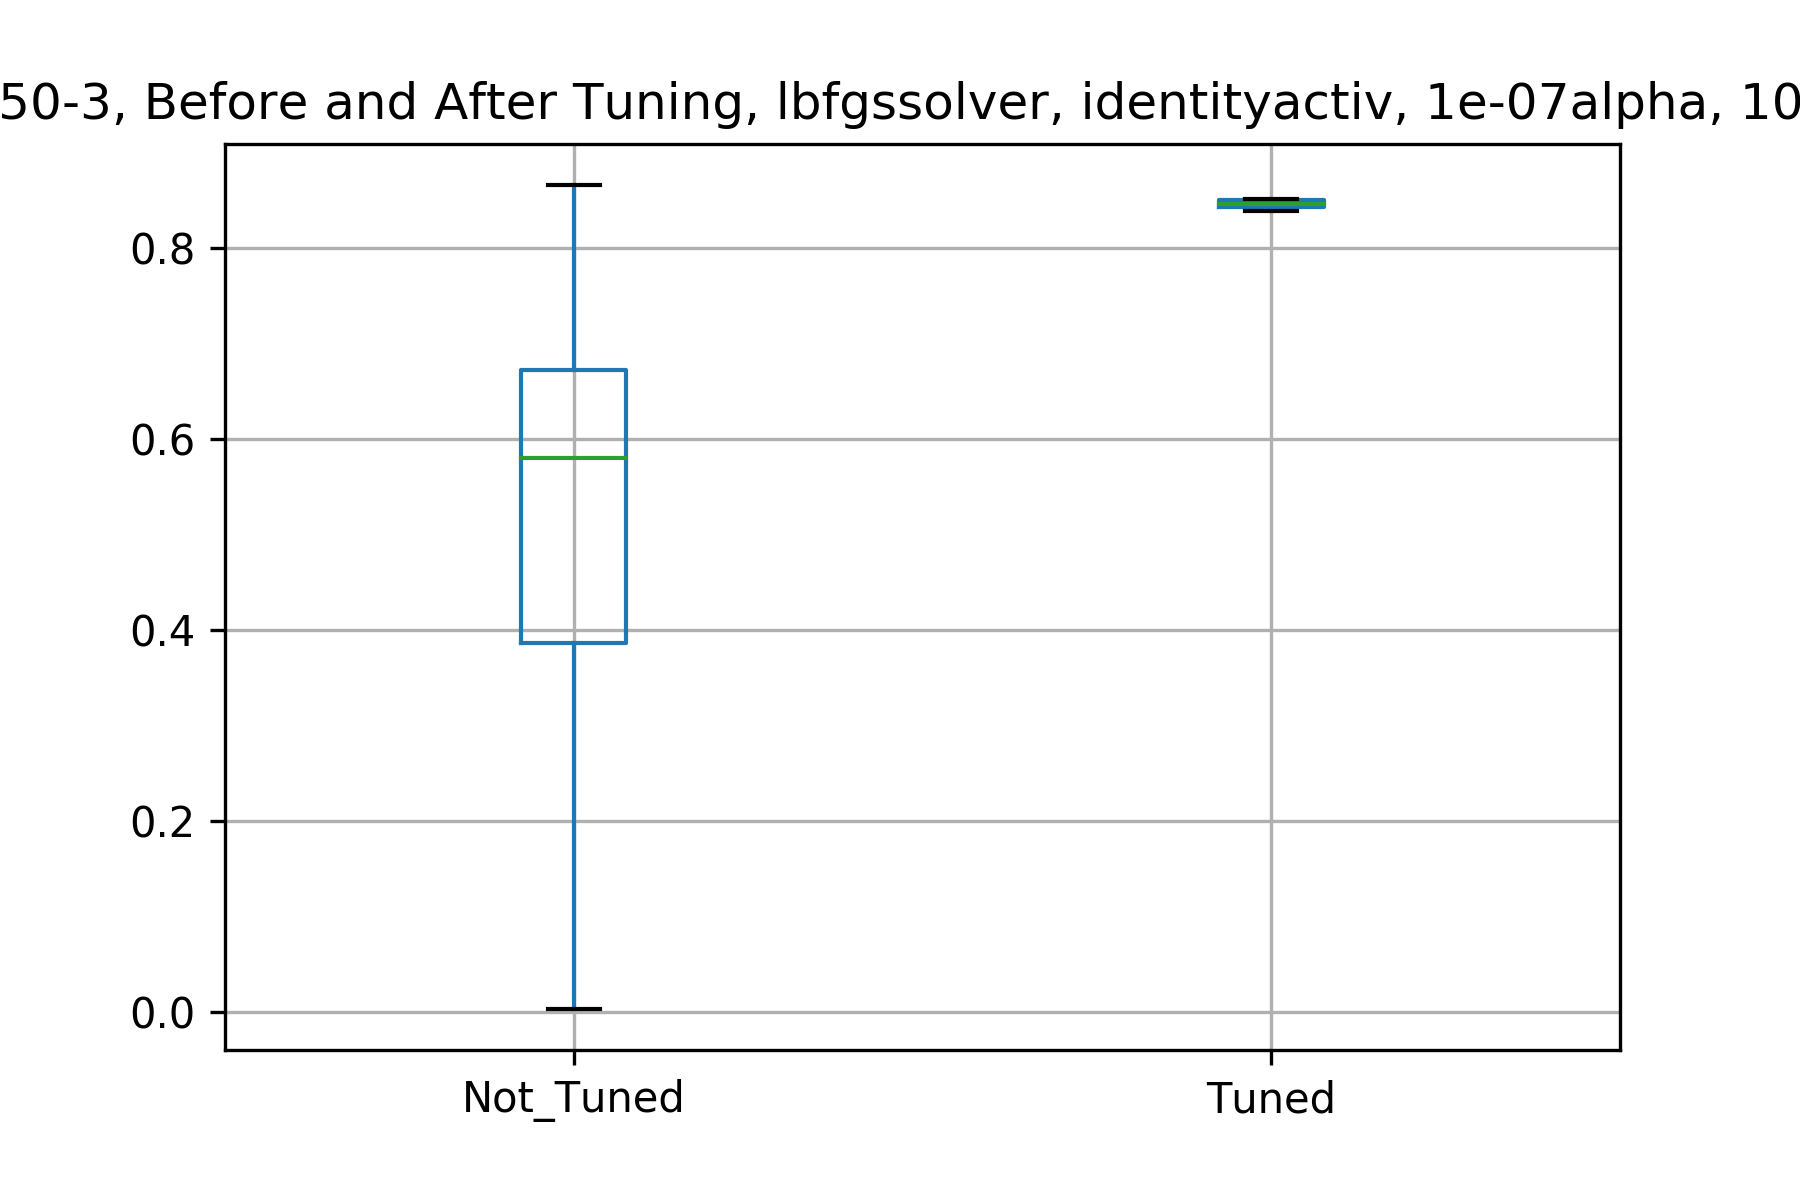 50-3, Before and After Tuning, lbfgssolver, identityactiv, 1e-07alpha, 10
0.8
0.6
0.4
0.2
0.0
Not_Tuned
Tuned